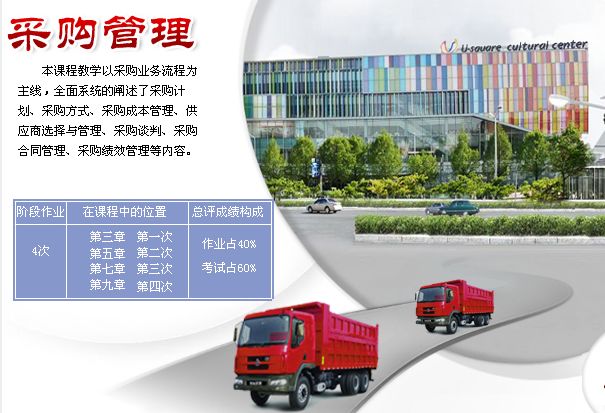 采购管理
本课程教学以采购业务流程为
主线，全面系统的阐述了采购计
划、采购方式、采购成本管理、供
应商选择与管理、采购谈判、采购
合同管理、采购绩效管理等内容。
U-square cultural center
阶段作业 在课程中的位置 总评成绩构成
4次
第三章 第一次
第五章 第二次
第七章 第三次
第九章 第四次
作业占40%
考试占60%